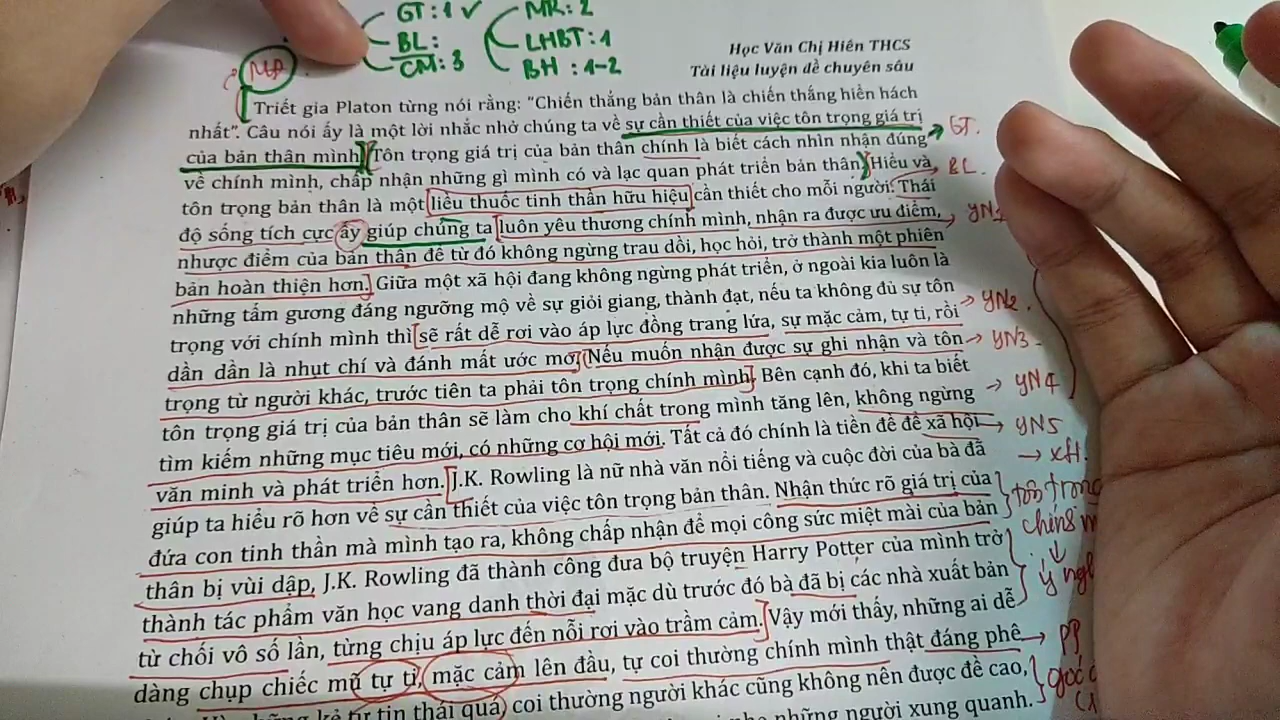 GT: 1 ✓ MR: 2
BL: LHBT: 1
CM: 3 BH: 1-2
Học Văn Chị Hiên THCS
Tài liệu luyện đề chuyên sâu
Triết gia Platon từng nói rằng: "Chiến thắng bản thân là chiến thắng hiển hách
nhất". Câu nói ấy là một lời nhắc nhở chúng ta về sự cần thiết của việc tôn trọng giá trị
của bản thân mình. Tôn trọng giá trị của bản thân chính là biết cách nhìn nhận đúng GT.
về chính mình, chấp nhận những gì mình có và lạc quan phát triển bản thân. Hiểu và BL.
tôn trọng bản thân là một liều thuốc tinh thần hữu hiệu cần thiết cho mỗi người. Thái
độ sống tích cực ấy giúp chúng ta luôn yêu thương chính mình, nhận ra được ưu điểm, YN1
nhược điểm của bản thân để từ đó không ngừng trau dồi, học hỏi, trở thành một phiên
bản hoàn thiện hơn. Giữa một xã hội đang không ngừng phát triển, ở ngoài kia luôn là
những tấm gương đáng ngưỡng mộ về sự giỏi giang, thành đạt, nếu ta không đủ sự tôn
trọng với chính mình thì sẽ rất dễ rơi vào áp lực đồng trang lứa, sự mặc cảm, tự ti, rồi YN2.
dần dần là nhụt chí và đánh mất ước mơ. Nếu muốn nhận được sự ghi nhận và tôn YN3
trọng từ người khác, trước tiên ta phải tôn trọng chính mình. Bên cạnh đó, khi ta biết
tôn trọng giá trị của bản thân sẽ làm cho khí chất trong mình tăng lên, không ngừng YN4
tìm kiếm những mục tiêu mới, có những cơ hội mới. Tất cả đó chính là tiền đề để xã hội YN5
văn minh và phát triển hơn. J.K. Rowling là nữ nhà văn nổi tiếng và cuộc đời của bà đã xH.
giúp ta hiểu rõ hơn về sự cần thiết của việc tôn trọng bản thân. Nhận thức rõ giá trị của tôn trọng
đứa con tinh thần mà mình tạo ra, không chấp nhận để mọi công sức miệt mài của bản
thân bị vùi dập, J.K. Rowling đã thành công đưa bộ truyện Harry Potter của mình trở
thành tác phẩm văn học vang danh thời đại mặc dù trước đó bà đã bị các nhà xuất bản
từ chối vô số lần, từng chịu áp lực đến nỗi rơi vào trầm cảm. Vậy mới thấy, những ai dễ
dàng chụp chiếc mũ tự ti, mặc cảm lên đầu, tự coi thường chính mình thật đáng phê PP
coi thường người khác cũng không nên được đề cao,
kẻ tự tin thái quá
những người xung quanh.